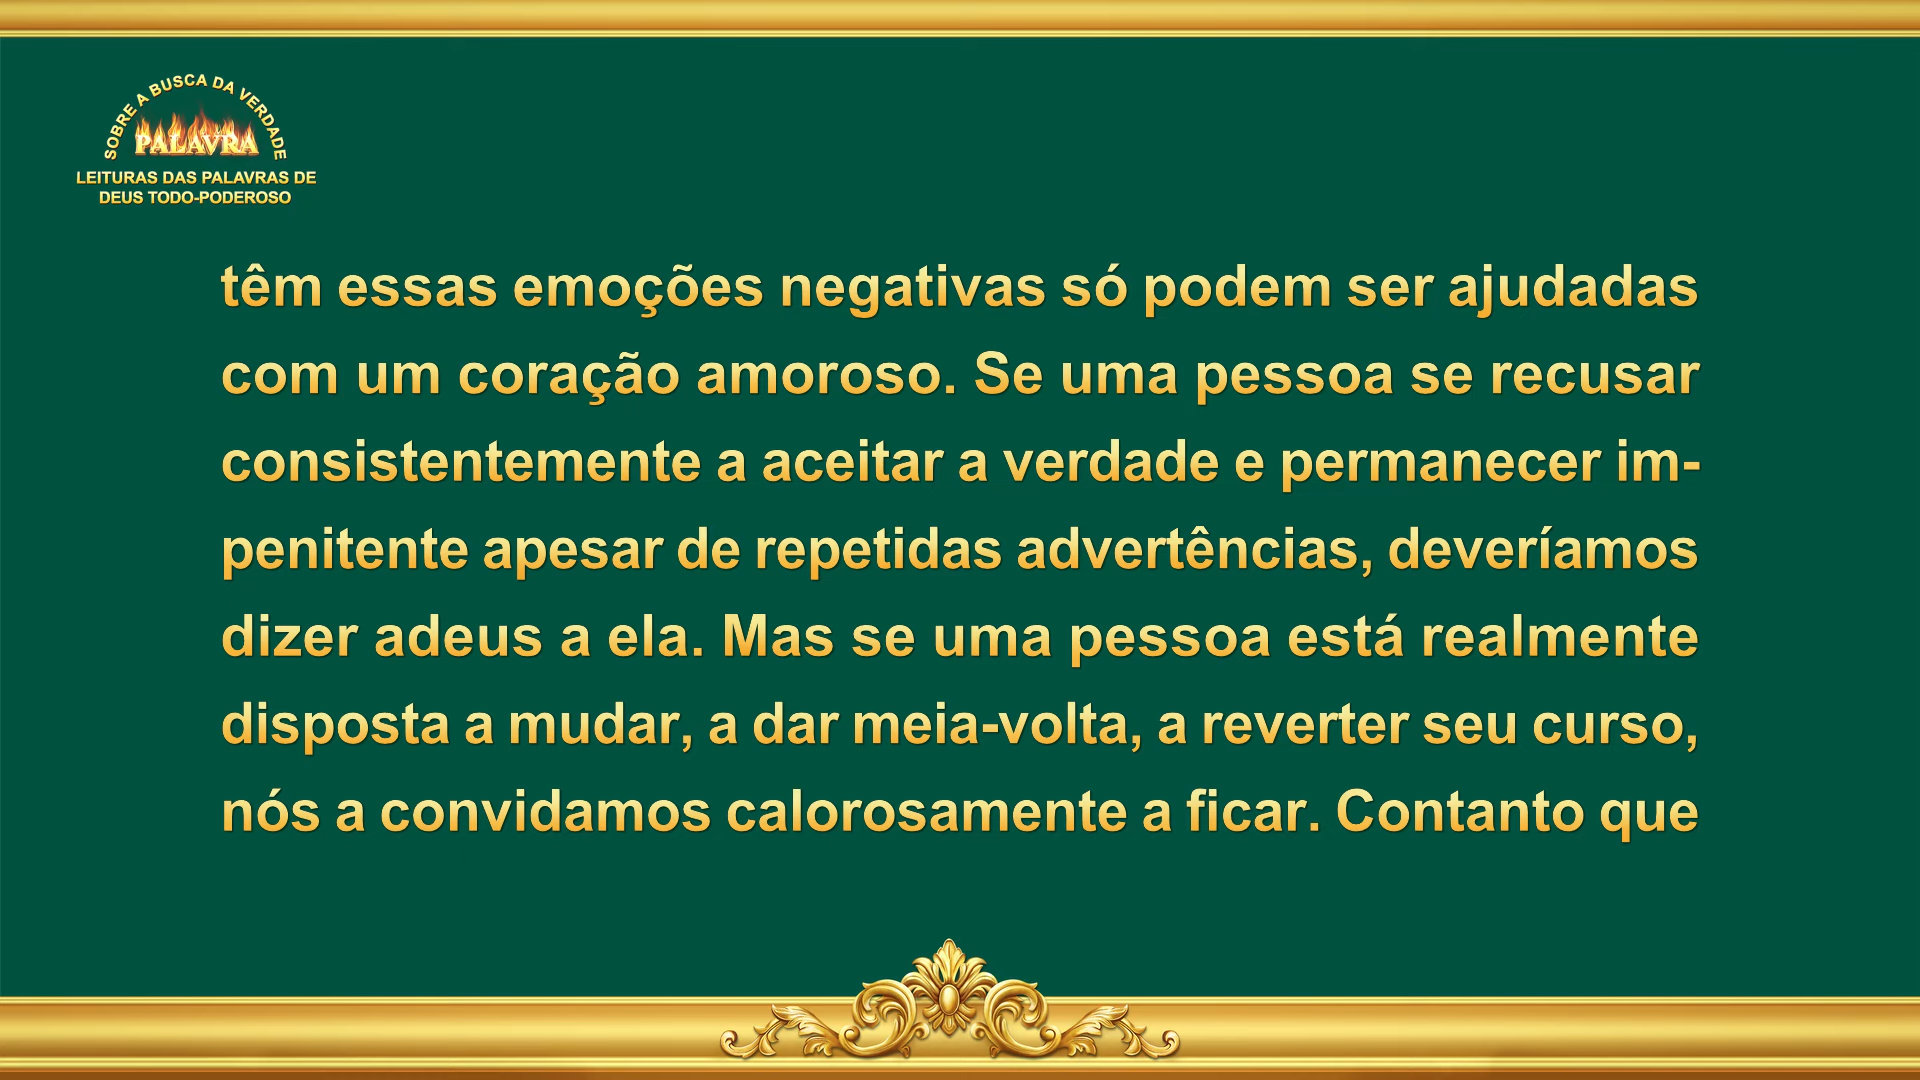 SOBRE A BUSCA DA VERDADE
PALAVRA
LEITURAS DAS PALAVRAS DE
DEUS TODO-PODEROSO
têm essas emoções negativas só podem ser ajudadas
com um coração amoroso. Se uma pessoa se recusar
consistentemente a aceitar a verdade e permanecer im-
penitente apesar de repetidas advertências, deveríamos
dizer adeus a ela. Mas se uma pessoa está realmente
disposta a mudar, a dar meia-volta, a reverter seu curso,
nós a convidamos calorosamente a ficar. Contanto que